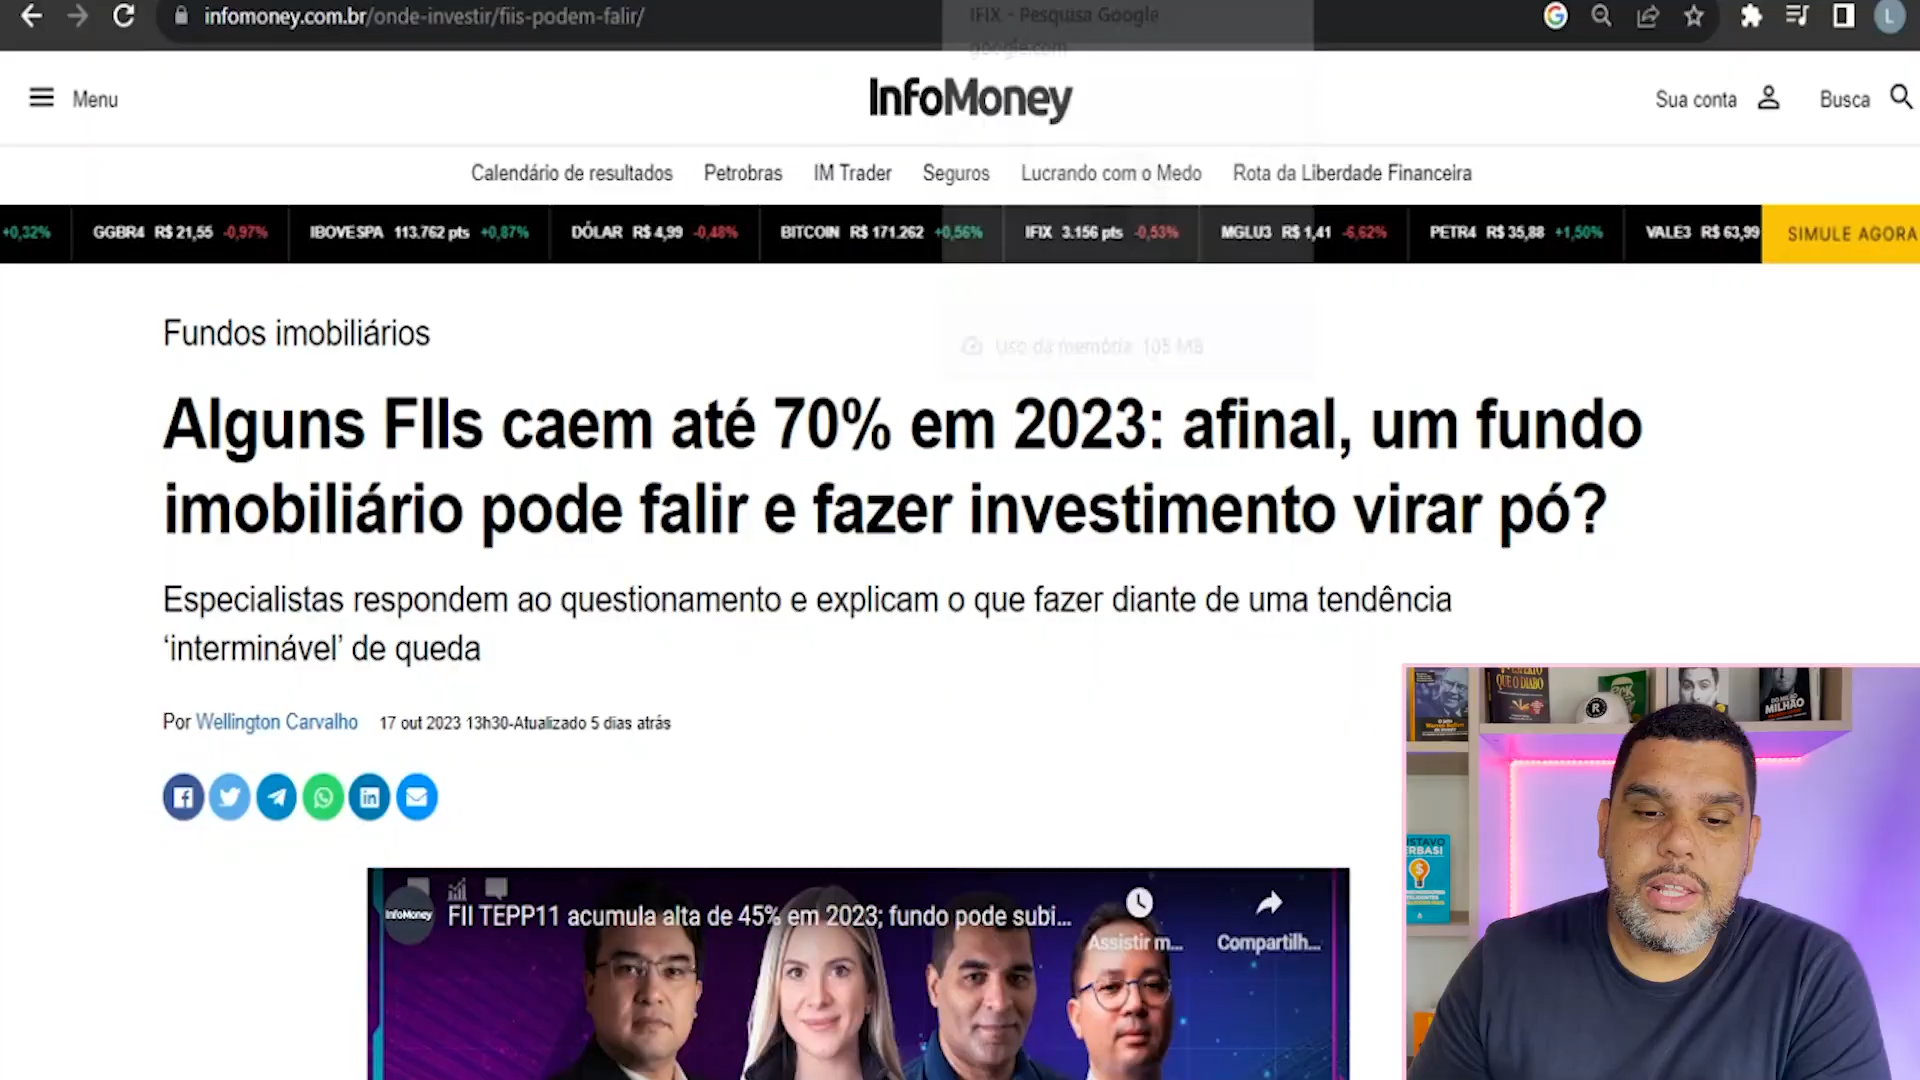 IFIX - Pesquisa Google
infomoney.com.br/onde-investir/fiis-podem-falir/
google.com
L
Menu
InfoMoney
Sua conta
Busca
Calendário de resultados Petrobras IM Trader Seguros Lucrando com o Medo Rota da Liberdade Financeira
+0,32% GGBR4 R$ 21,55 -0,97% IBOVESPA 113.762 pts +0,87% DÓLAR R$ 4,99 -0,48% BITCOIN R$ 171.262 +0,56% IFIX 3.156 pts -0,53% MGLU3 R$ 1,41 -6,62% PETR4 R$ 35,88 +1,50% VALE3 R$ 63,99 SIMULE AGORA
Fundos imobiliários
Uso da memória: 105 MB
Alguns FIIs caem até 70% em 2023: afinal, um fundo
imobiliário pode falir e fazer investimento virar pó?
Especialistas respondem ao questionamento e explicam o que fazer diante de uma tendência
‘interminável’ de queda
Por Wellington Carvalho 17 out 2023 13h30-Atualizado 5 dias atrás
InfoMoney
FII TEPP11 acumula alta de 45% em 2023; fundo pode subi...
Assistir m...
Compartilh...
QUE O DIABO
R
MILHÃO
ERBASI